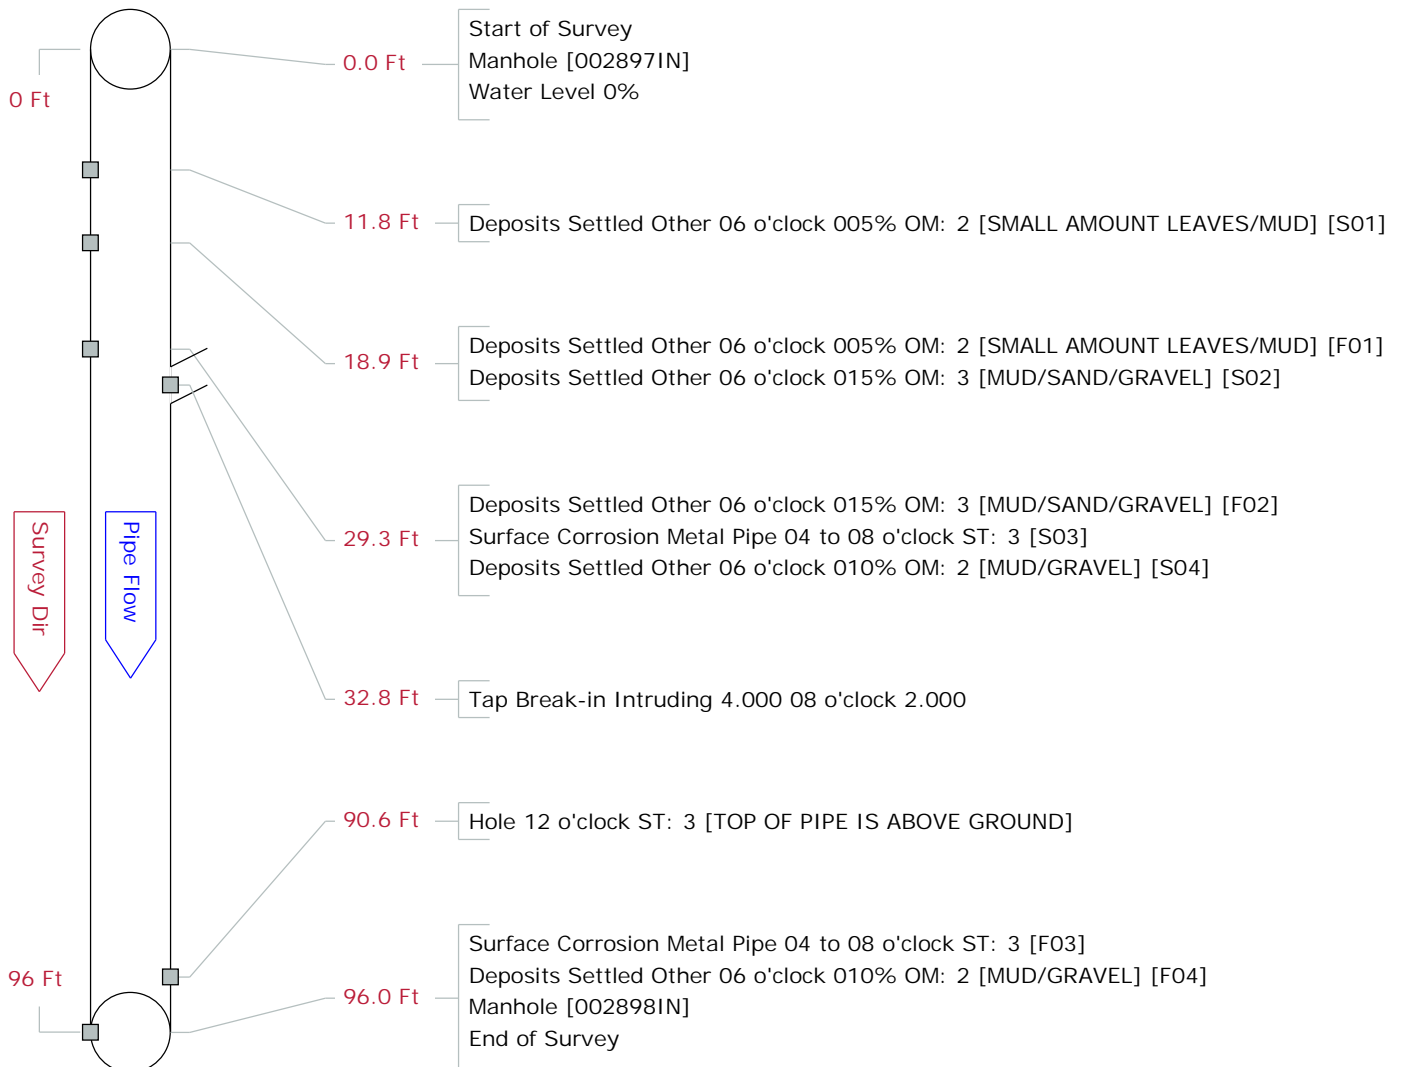 Start of Survey
0.0 Ft
Manhole [002897IN]
Water Level 0%
0 Ft
11.8 Ft
Deposits Settled Other 06 o'clock 005% OM: 2 [SMALL AMOUNT LEAVES/MUD] [S01]
18.9 Ft
Deposits Settled Other 06 o'clock 005% OM: 2 [SMALL AMOUNT LEAVES/MUD] [F01]
Deposits Settled Other 06 o'clock 015% OM: 3 [MUD/SAND/GRAVEL] [S02]
29.3 Ft
Deposits Settled Other 06 o'clock 015% OM: 3 [MUD/SAND/GRAVEL] [F02]
Surface Corrosion Metal Pipe 04 to 08 o'clock ST: 3 [S03]
Deposits Settled Other 06 o'clock 010% OM: 2 [MUD/GRAVEL] [S04]
Survey Dir
Pipe Flow
32.8 Ft
Tap Break-in Intruding 4.000 08 o'clock 2.000
90.6 Ft
Hole 12 o'clock ST: 3 [TOP OF PIPE IS ABOVE GROUND]
96 Ft
96.0 Ft
Surface Corrosion Metal Pipe 04 to 08 o'clock ST: 3 [F03]
Deposits Settled Other 06 o'clock 010% OM: 2 [MUD/GRAVEL] [F04]
Manhole [002898IN]
End of Survey